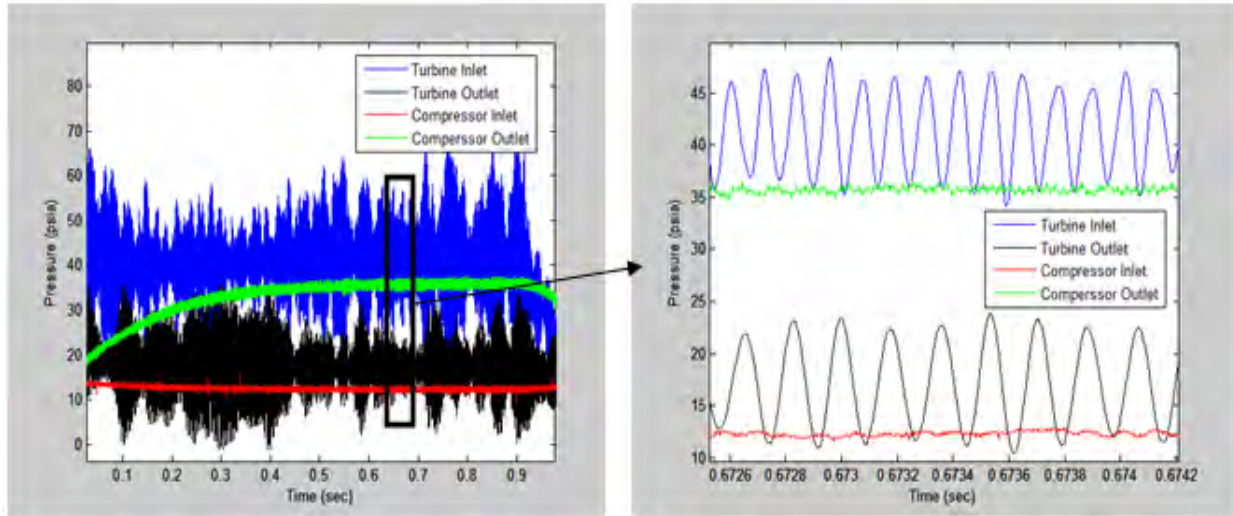 80
70
60
50
40
30
20
10
0
Pressure (psia)
0.1 0.2 0.3 0.4 0.5 0.6 0.7 0.8 0.9
Time (sec)
Turbine Inlet
Turbine Outlet
Compressor Inlet
Comperssor Outlet
45
40
35
30
25
20
15
10
Pressure (psia)
0.6726 0.6728 0.673 0.6732 0.6734 0.6736 0.6738 0.674 0.6742
Time (sec)
Turbine Inlet
Turbine Outlet
Compressor Inlet
Comperssor Outlet